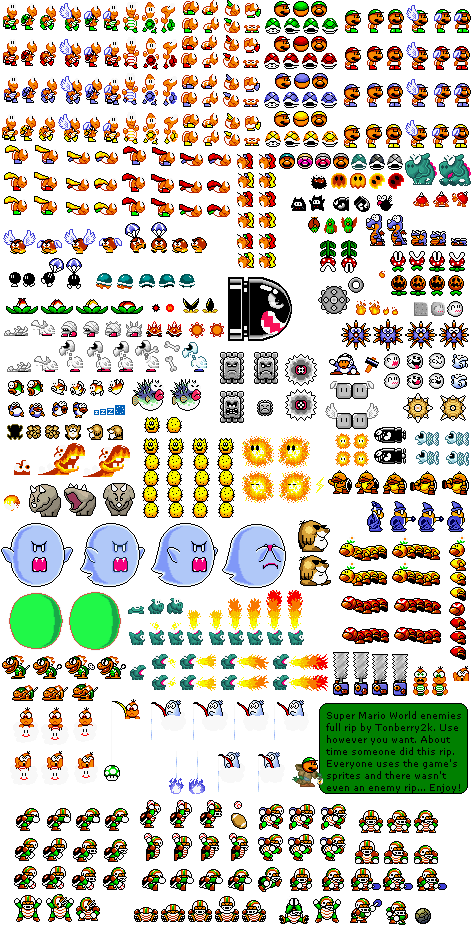 Super Mario World enemies
full rip by Tonberry2k. Use
however you want. About
time someone did this rip.
Everyone uses the game's
sprites and there wasn't
even an enemy rip... Enjoy!